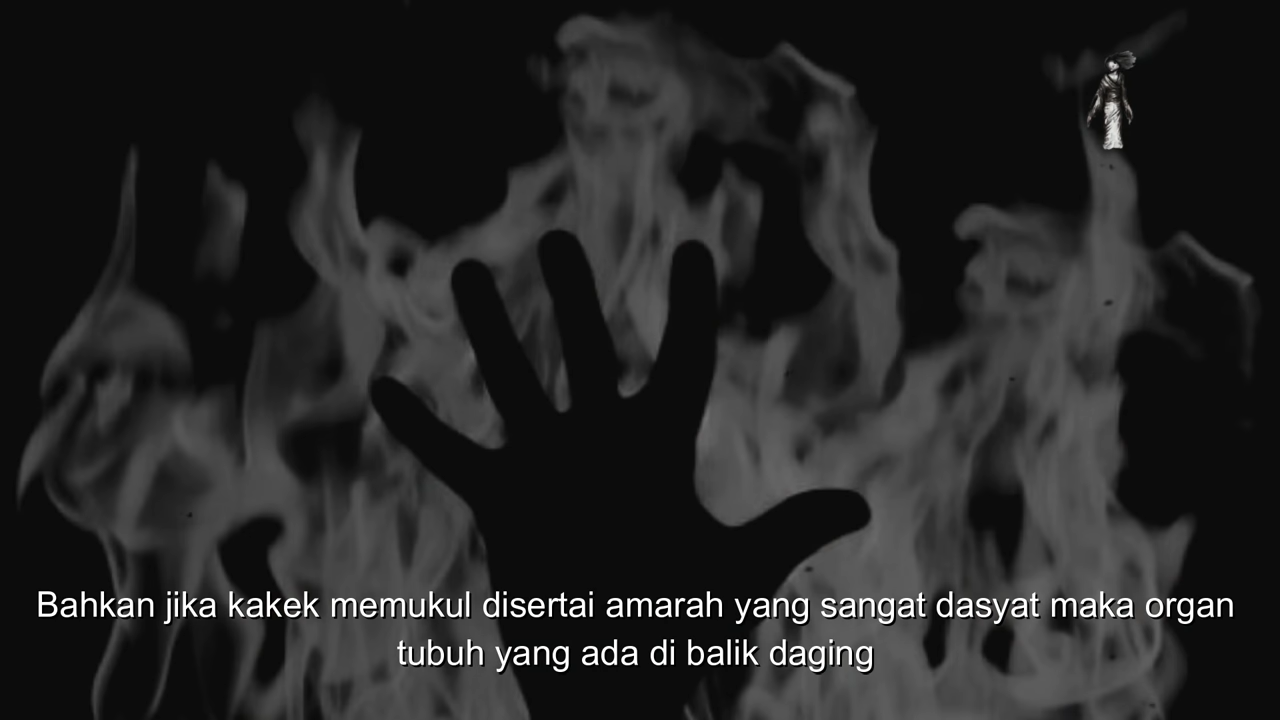 Bahkan jika kakek memukul disertai amarah yang sangat dasyat maka organ
tubuh yang ada di balik daging